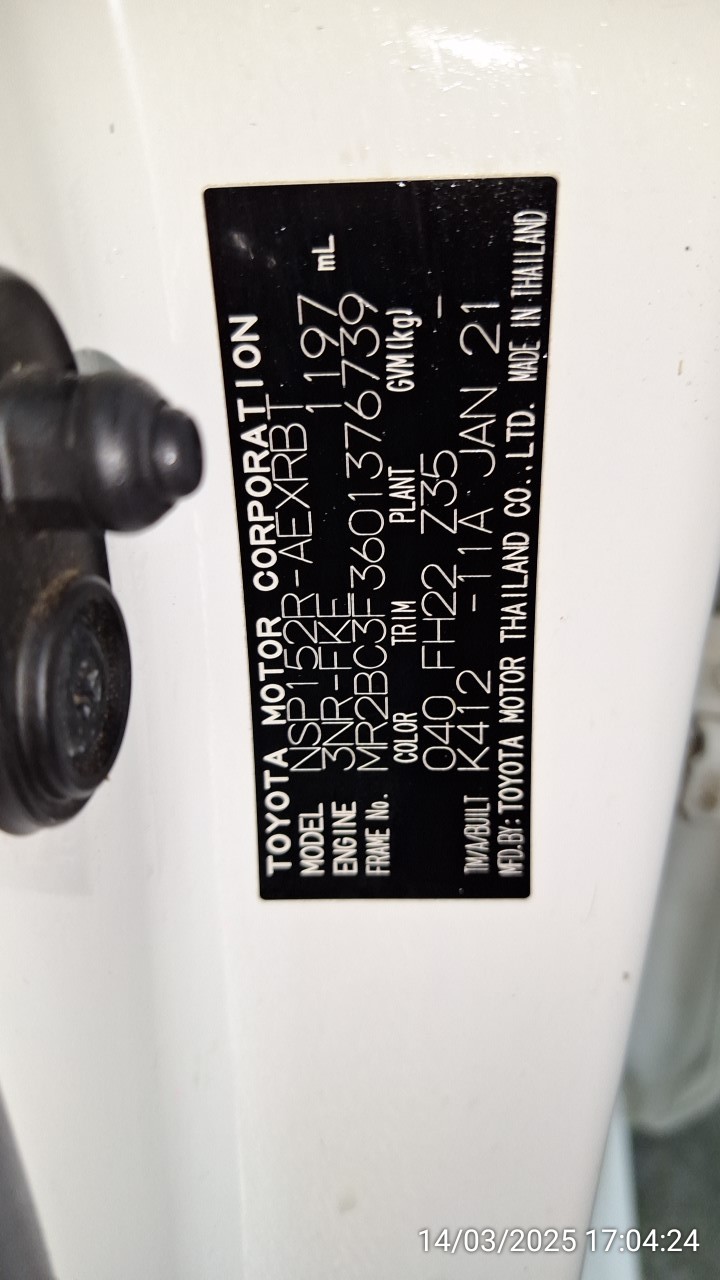 TOYOTA MOTOR CORPORATION
MODEL NSP152R-AEXRBT
ENGINE 3NR-FKE 1197 mL
FRAME No. MR2BC3F3601376739
COLOR TRIM PLANT GVM(kg)
040 FH22 Z35 -
TM/A/BUILT K412 -11A JAN 21
MFD.BY:TOYOTA MOTOR THAILAND CO.,LTD. MADE IN THAILAND
14/03/2025 17:04:24